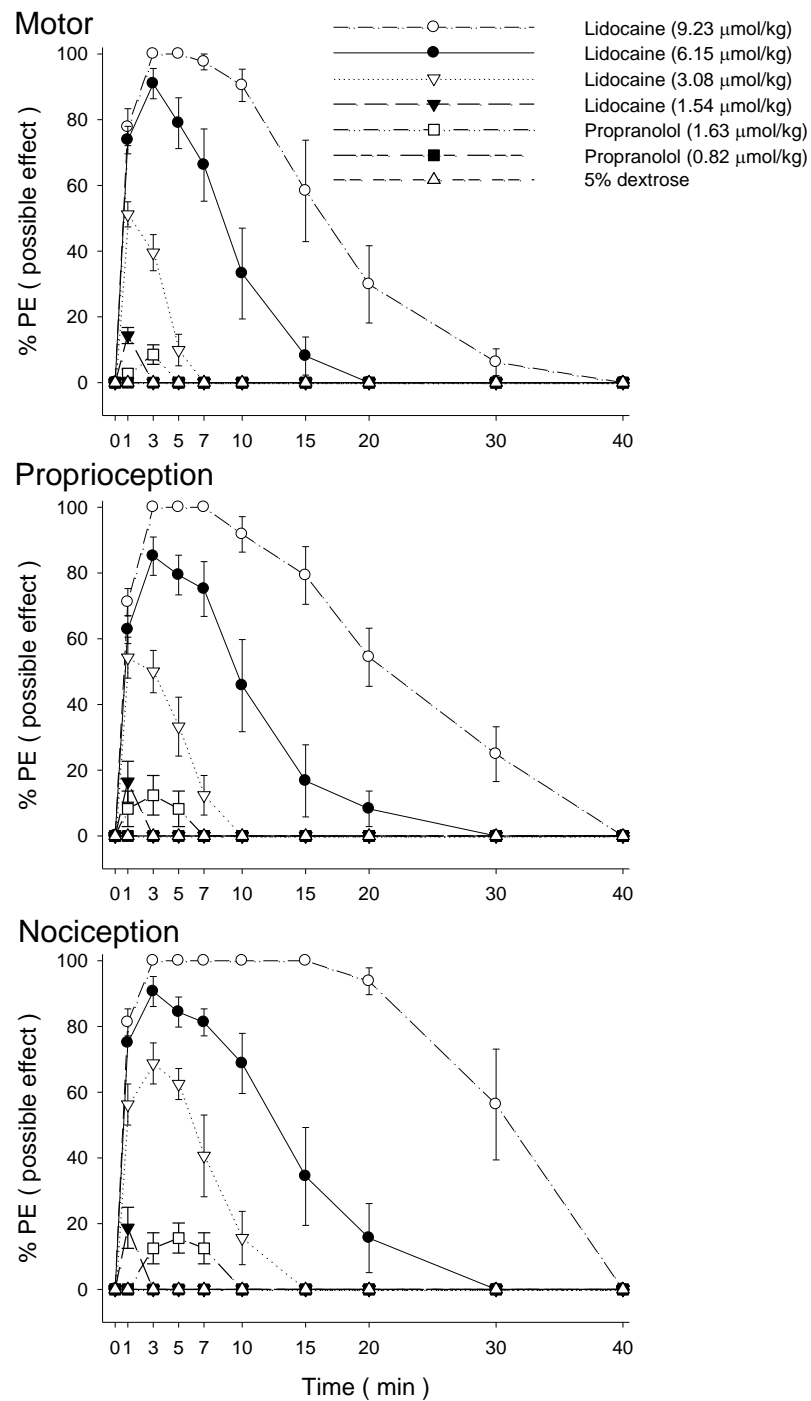 Motor
Lidocaine (9.23 μmol/kg)
Lidocaine (6.15 μmol/kg)
Lidocaine (3.08 μmol/kg)
Lidocaine (1.54 μmol/kg)
Propranolol (1.63 μmol/kg)
Propranolol (0.82 μmol/kg)
5% dextrose
% PE ( possible effect )
100
80
60
40
20
0
0 1 3 5 7 10 15 20 30 40
Proprioception
% PE ( possible effect )
100
80
60
40
20
0
0 1 3 5 7 10 15 20 30 40
Nociception
% PE ( possible effect )
100
80
60
40
20
0
0 1 3 5 7 10 15 20 30 40
Time ( min )